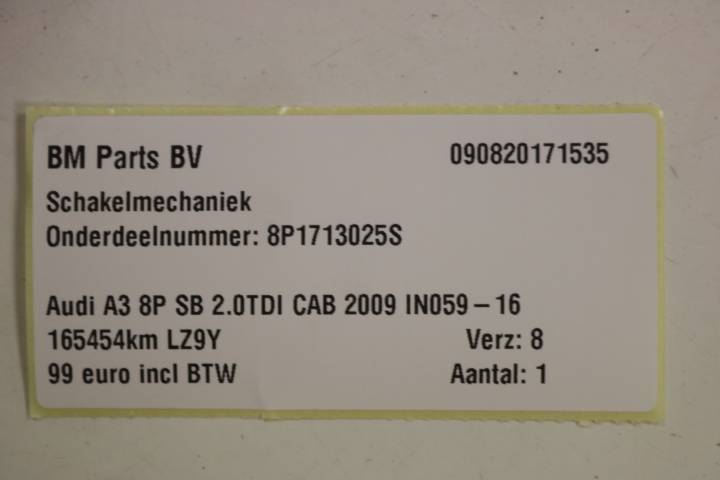 BM Parts BV 090820171535
Schakelmechaniek
Onderdeelnummer: 8P1713025S
Audi A3 8P SB 2.0TDI CAB 2009 IN059 – 16
165454km LZ9Y Verz: 8
99 euro incl BTW Aantal: 1